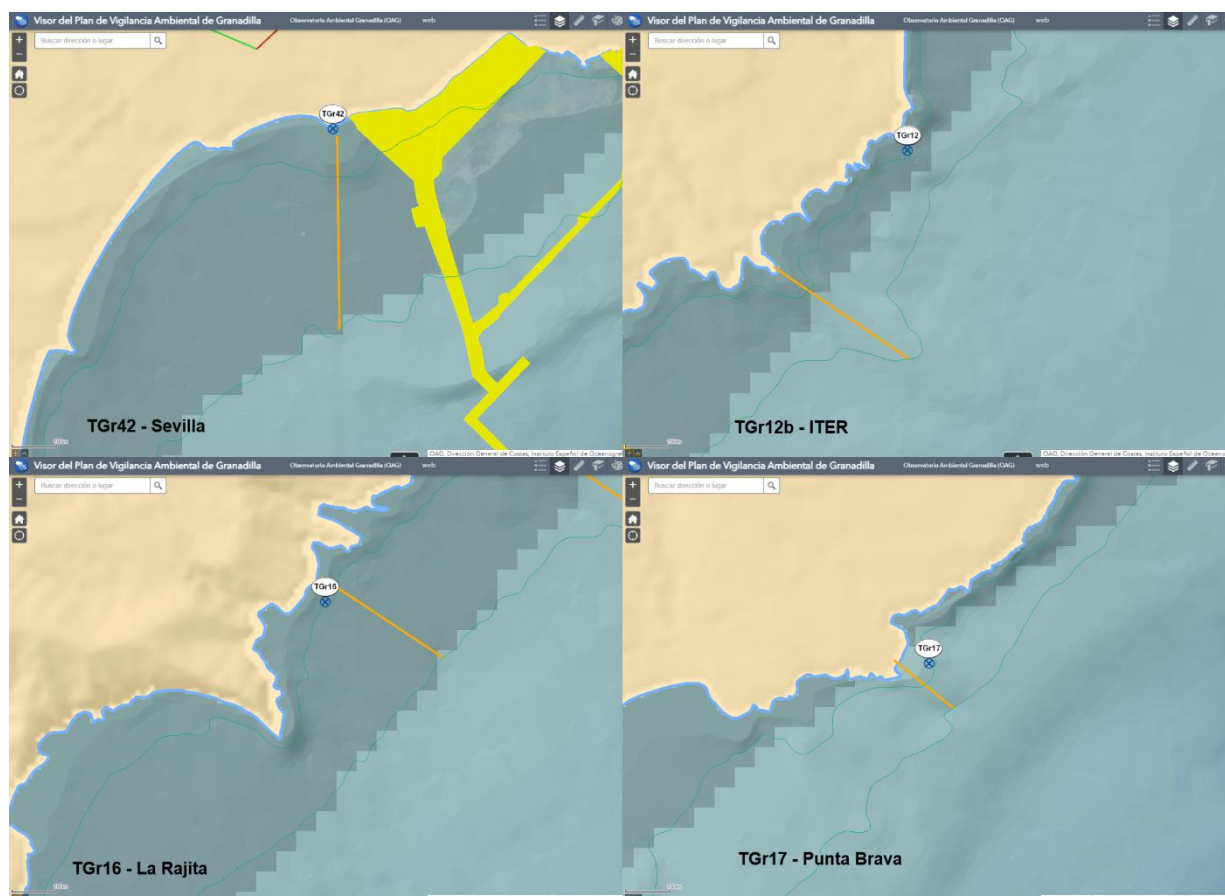 Visor del Plan de Vigilancia Ambiental de Granadilla Observatorio Ambiental Granadilla (OAG) web
Buscar dirección o lugar
TGr42
TGr42 - Sevilla
OAG, Dirección General de Costas, Instituto Español de Oceanograf
Visor del Plan de Vigilancia Ambiental de Granadilla Observatorio Ambiental Granadilla (OAG) web
Buscar dirección o lugar
TGr12
TGr12b - ITER
OAG, Dirección General de Costas, Instituto Español de Oceanogra
Visor del Plan de Vigilancia Ambiental de Granadilla Observatorio Ambiental Granadilla (OAG) web
Buscar dirección o lugar
TGr16
TGr16 - La Rajita
Visor del Plan de Vigilancia Ambiental de Granadilla Observatorio Ambiental Granadilla (OAG) web
Buscar dirección o lugar
TGr17
TGr17 - Punta Brava